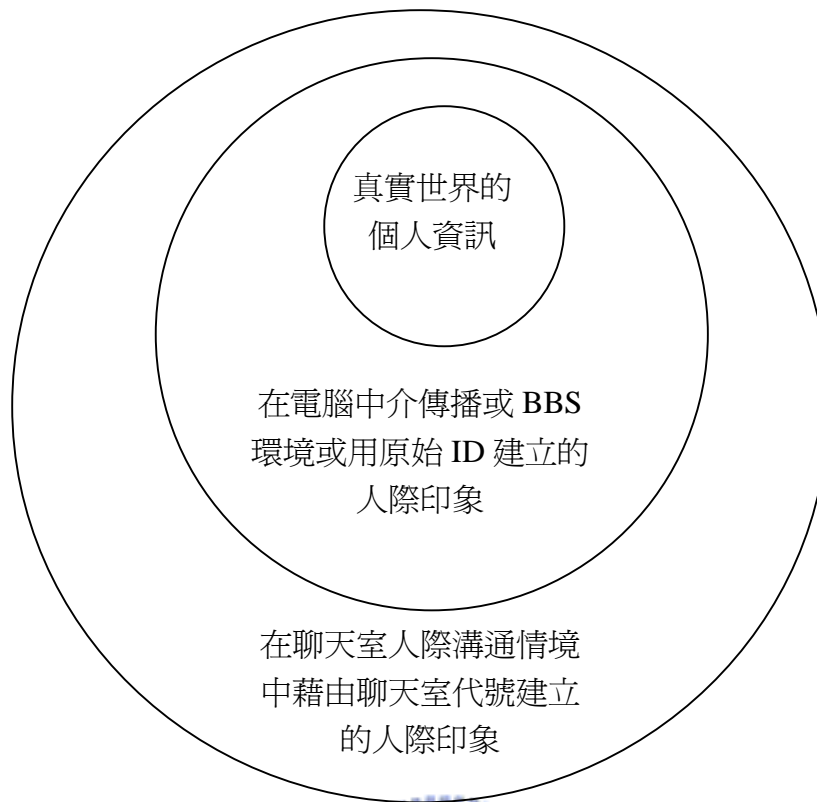 真實世界的
個人資訊
在電腦中介傳播或 BBS
環境或用原始 ID 建立的
人際印象
在聊天室人際溝通情境
中藉由聊天室代號建立
的人際印象